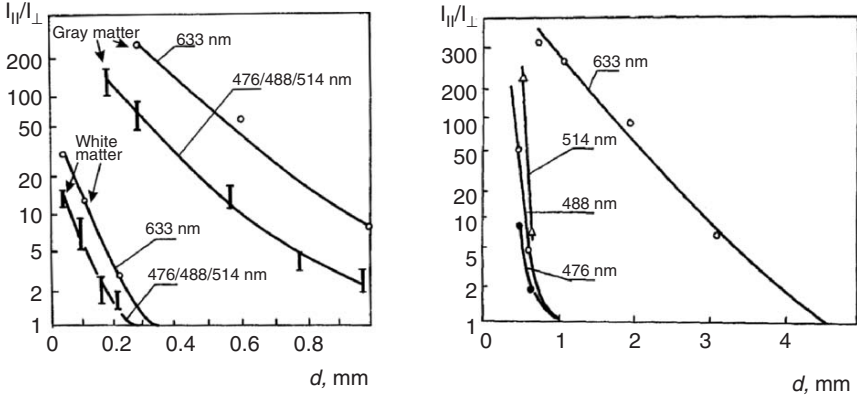 I||/I⊥
Gray matter
633 nm
476/488/514 nm
200
100
50
White
matter
20
10
5
633 nm
476/488/514 nm
2
1
0
0.2
0.4
0.6
0.8
d, mm
I||/I⊥
300
200
100
50
20
10
5
2
1
633 nm
514 nm
488 nm
476 nm
0
1
2
3
4
d, mm